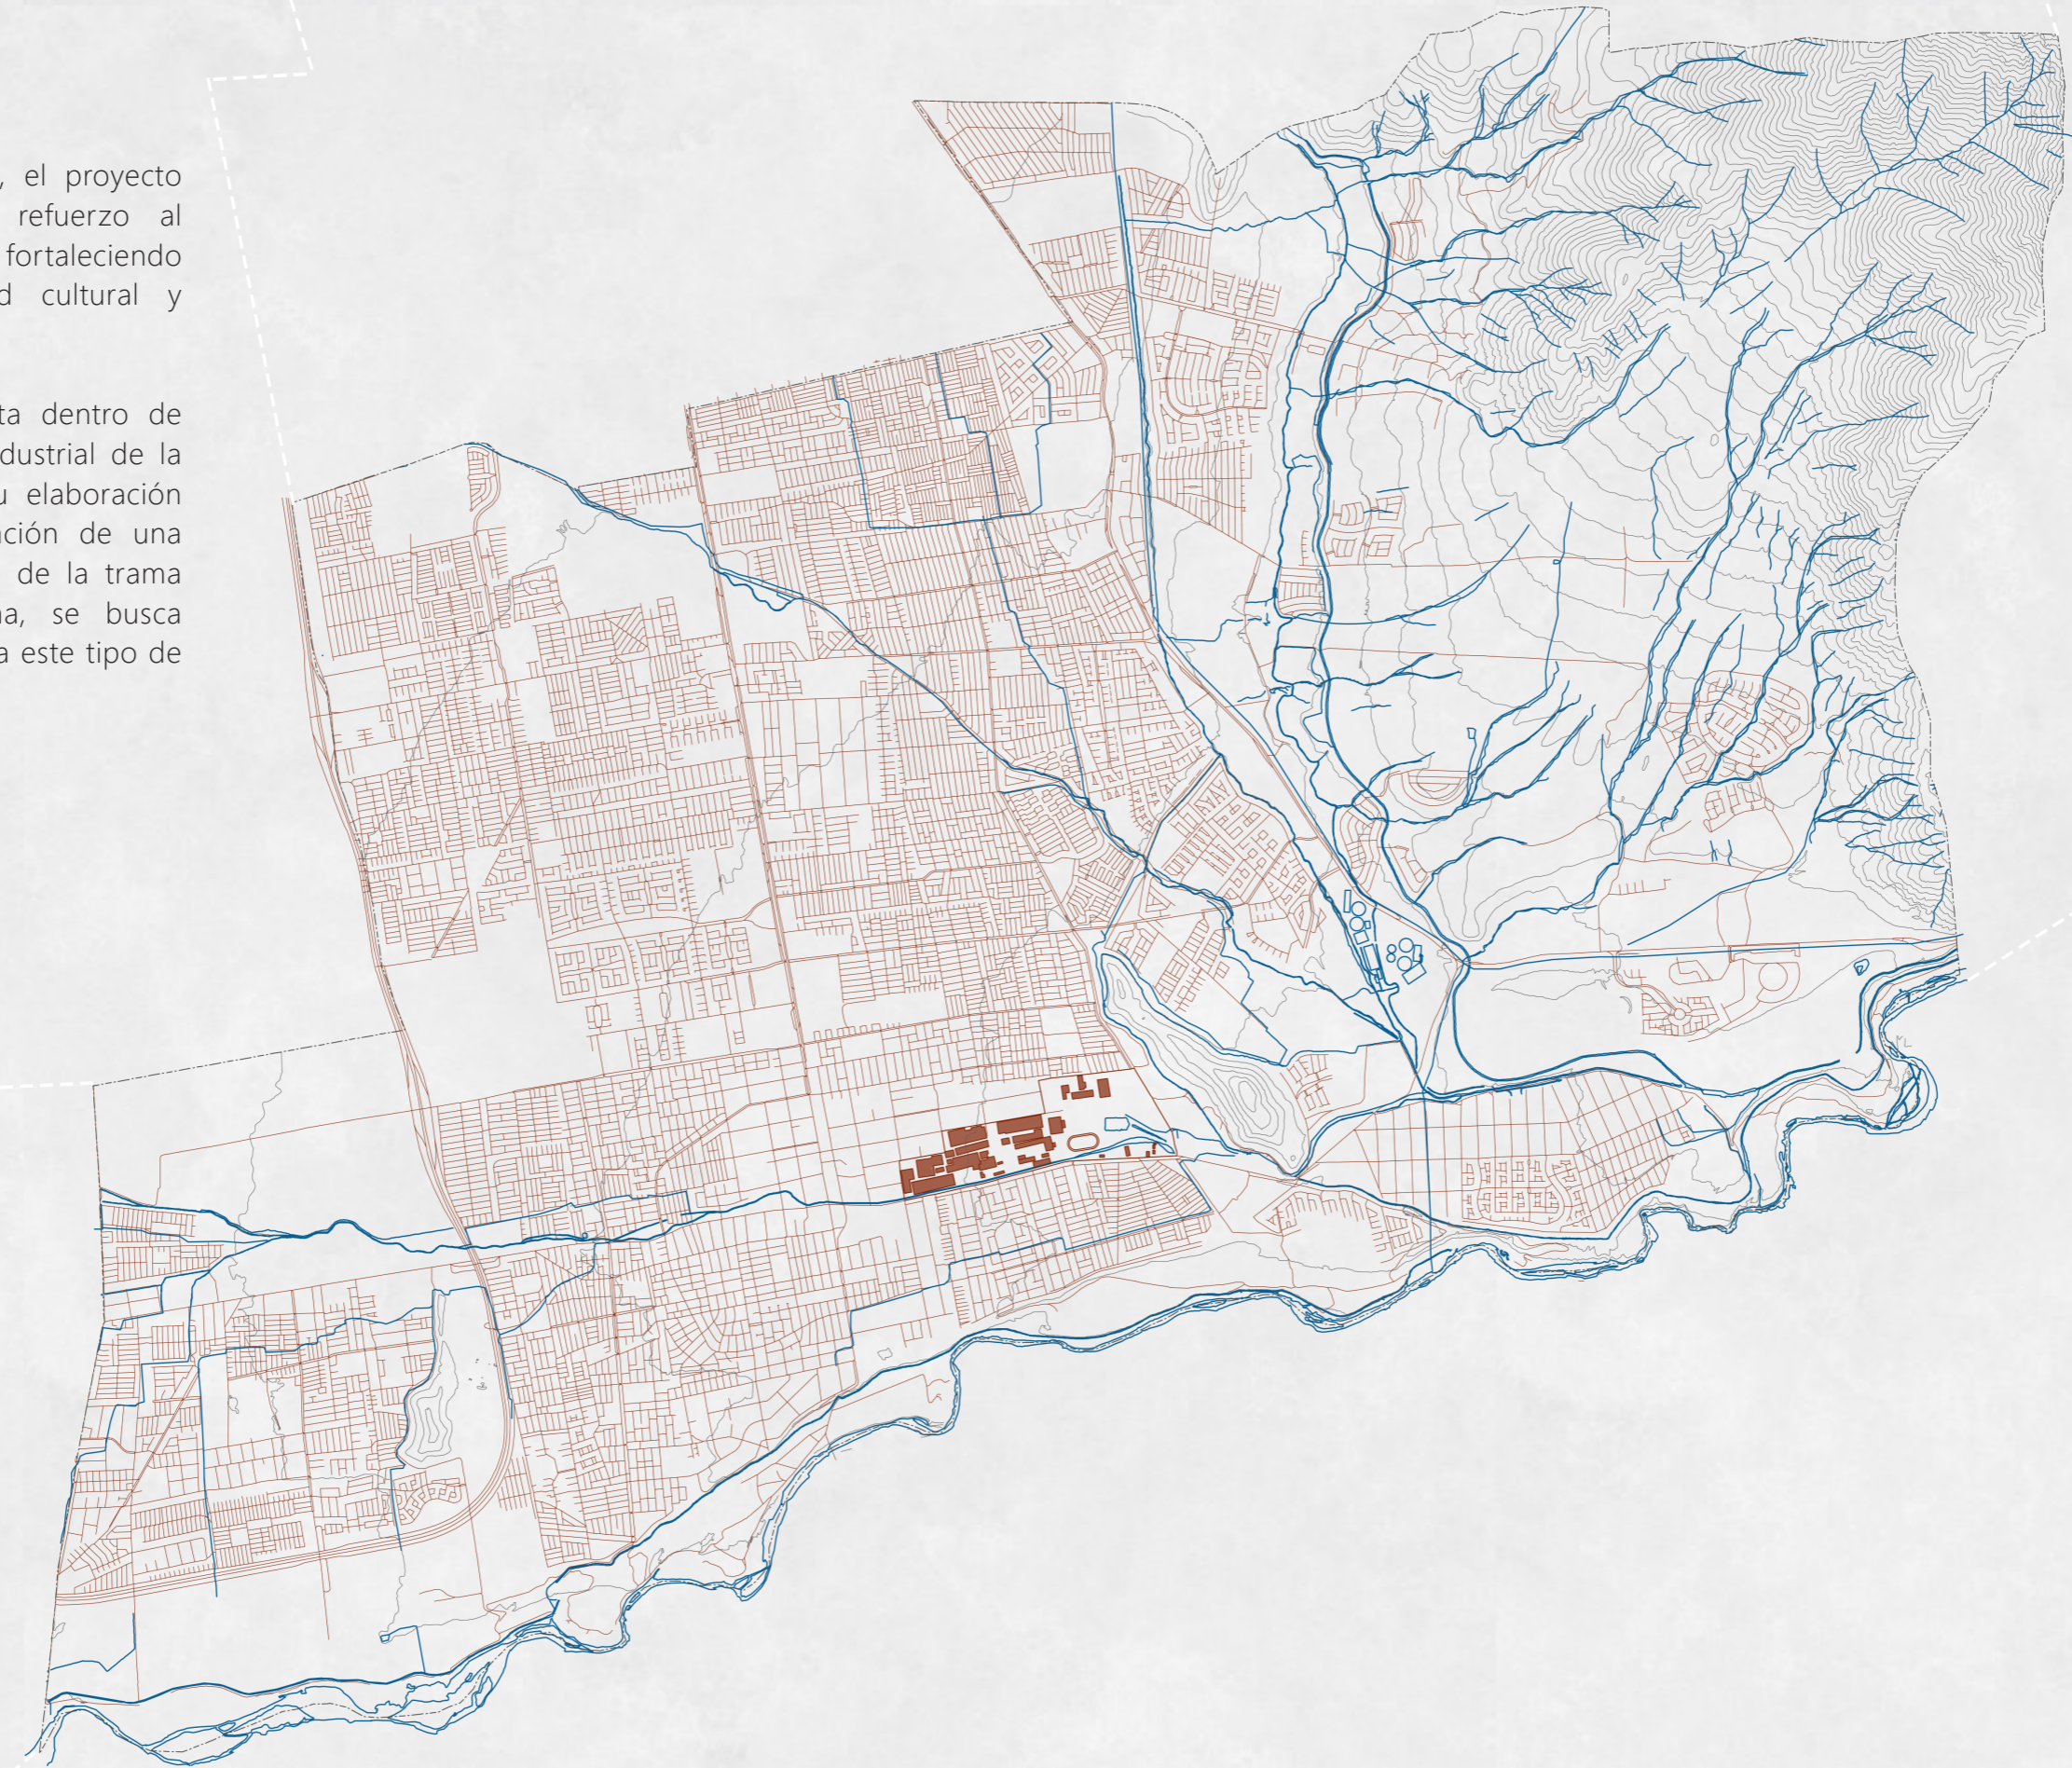 , el proyecto
refuerzo al
fortaleciendo
d cultural y
ta dentro de
dustrial de la
u elaboración
ación de una
de la trama
na, se busca
a este tipo de